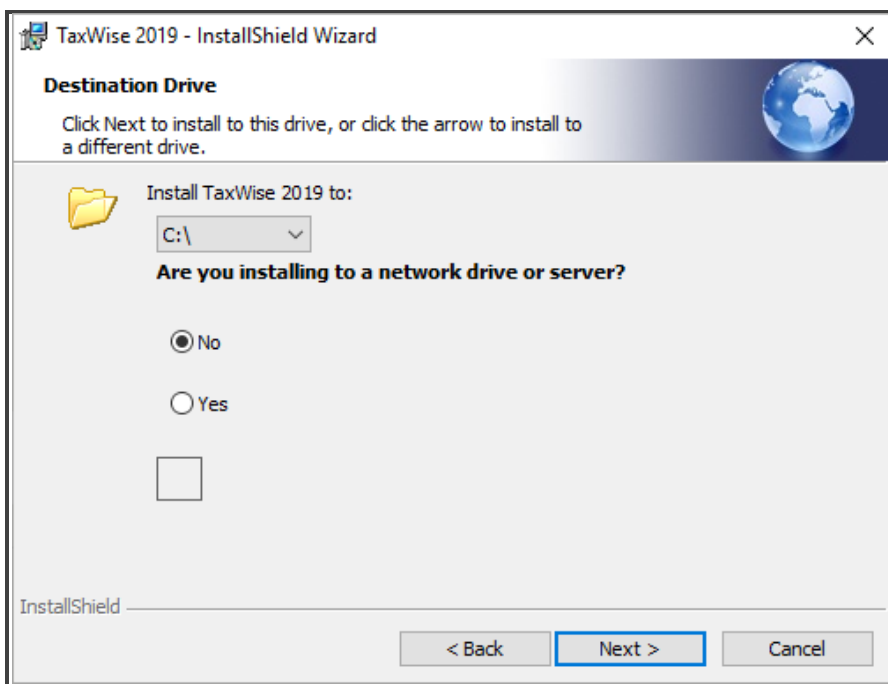 TaxWise 2019 - InstallShield Wizard
Destination Drive
Click Next to install to this drive, or click the arrow to install to
a different drive.
Install TaxWise 2019 to:
C:\
Are you installing to a network drive or server?
No
Yes
InstallShield
< Back
Next >
Cancel